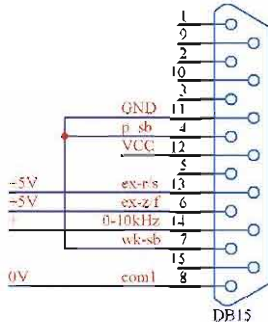 1
9
2
10
3
GND 11
p_sb 4
VCC 12
5
~5V ex-r/s 13
~5V ex-z/f 6
+ 0-10kHz 14
wk-sb 7
15
0V com1 8
DB15